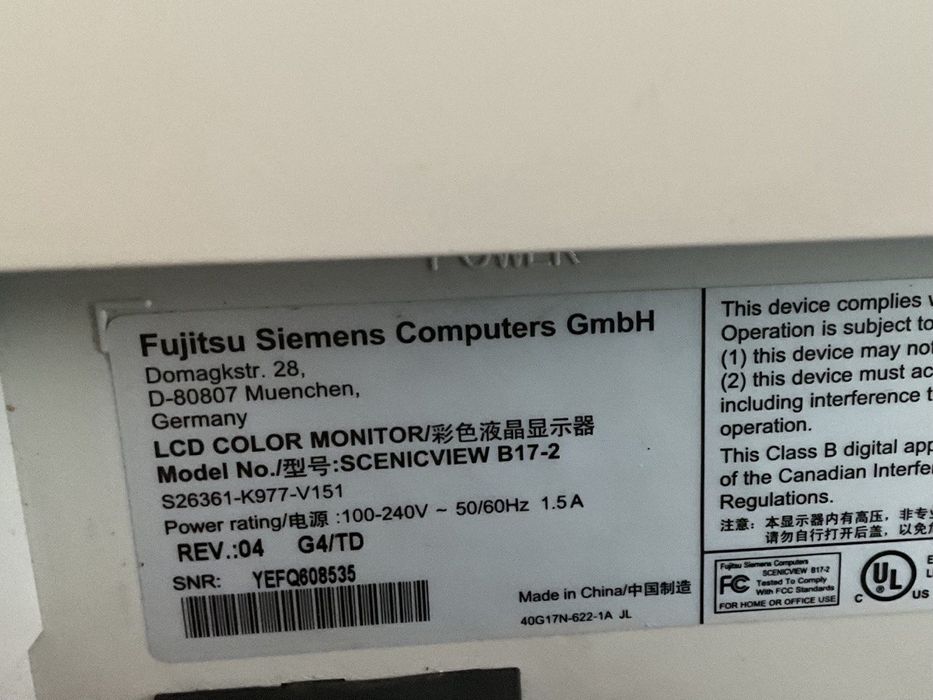 POWER
Fujitsu Siemens Computers GmbH
Domagkstr. 28,
D-80807 Muenchen,
Germany
LCD COLOR MONITOR/彩色液晶显示器
Model No./型号:SCENICVIEW B17-2
S26361-K977-V151
Power rating/电源 :100-240V ~ 50/60Hz 1.5A
REV.:04 G4/TD
SNR: YEFQ608535
Made in China/中国制造
40G17N-622-1A JL
This device complies
Operation is subject to
(1) this device may not
(2) this device must
including interference
operation.
This Class B digital
of the Canadian
Regulations.
注意: 本显示器内有高压, 非专
请勿自行打开后盖, 以免
Fujitsu Siemens Computers
SCENICVIEW B17-2
FC Tested To Comply
With FCC Standards
FOR HOME OR OFFICE USE
C UL US